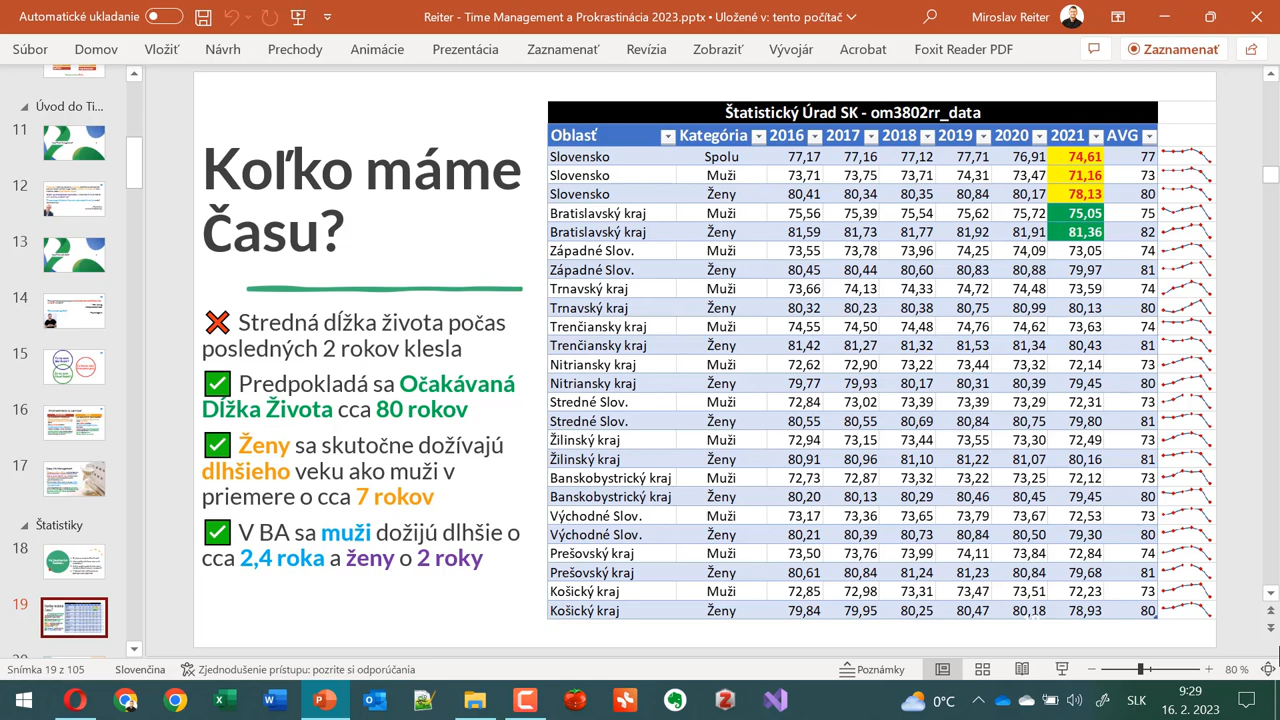 Automatické ukladanie
Reiter - Time Management a Prokrastinácia 2023.pptx • Uložené v: tento počítač
Miroslav Reiter
Súbor Domov Vložiť Návrh Prechody Animácie Prezentácia Zaznamenať Revízia Zobraziť Vývojár Acrobat Foxit Reader PDF Zaznamenať
Úvod do Ti...
11
12
13
14
15
16
17
Štatistiky
18
19
Koľko máme
Času?
Stredná dĺžka života počas
posledných 2 rokov klesla
Predpokladá sa Očakávaná
Dĺžka Života cca 80 rokov
Ženy sa skutočne dožívajú
dlhšieho veku ako muži v
priemere o cca 7 rokov
V BA sa muži dožijú dlhšie o
cca 2,4 roka a ženy o 2 roky
Štatistický Úrad SK - om3802rr_data
Oblasť Kategória 2016 2017 2018 2019 2020 2021 AVG
Slovensko Spolu 77,17 77,16 77,12 77,71 76,91 74,61 77
Slovensko Muži 73,71 73,75 73,71 74,31 73,47 71,16 73
Slovensko Ženy 80,41 80,34 80,35 80,84 80,17 78,13 80
Bratislavský kraj Muži 75,56 75,39 75,54 75,62 75,72 75,05 75
Bratislavský kraj Ženy 81,59 81,73 81,77 81,92 81,91 81,36 82
Západné Slov. Muži 73,55 73,78 73,96 74,25 74,09 72,51 74
Západné Slov. Ženy 80,45 80,44 80,60 80,83 80,88 79,97 81
Trnavský kraj Muži 73,66 74,13 74,33 74,72 74,48 73,59 74
Trnavský kraj Ženy 80,32 80,23 80,38 80,75 80,99 80,13 80
Trenčiansky kraj Muži 74,55 74,50 74,48 74,76 74,62 73,63 74
Trenčiansky kraj Ženy 81,42 81,27 81,32 81,53 81,34 80,43 81
Nitriansky kraj Muži 72,62 72,90 73,22 73,44 73,32 72,14 73
Nitriansky kraj Ženy 79,77 79,93 80,17 80,31 80,39 79,45 80
Stredné Slov. Muži 72,84 73,02 73,39 73,39 73,29 72,31 73
Stredné Slov. Ženy 80,55 80,55 80,69 80,84 80,75 79,80 81
Žilinský kraj Muži 72,94 73,15 73,44 73,55 73,30 72,49 73
Žilinský kraj Ženy 80,91 80,96 81,10 81,22 81,07 80,16 81
Banskobystrický kraj Muži 72,73 72,87 73,32 73,22 73,25 72,12 73
Banskobystrický kraj Ženy 80,20 80,13 80,29 80,46 80,45 79,45 80
Východné Slov. Muži 73,17 73,36 73,65 73,79 73,67 72,53 73
Východné Slov. Ženy 80,21 80,39 80,73 80,84 80,50 79,30 80
Prešovský kraj Muži 73,50 73,76 73,99 74,11 73,84 72,84 74
Prešovský kraj Ženy 80,61 80,84 81,24 81,23 80,84 79,68 81
Košický kraj Muži 72,85 72,98 73,31 73,47 73,51 72,23 73
Košický kraj Ženy 79,84 79,95 80,25 80,47 80,18 78,93 80
Snímka 19 z 105 Slovenčina Zjednodušenie prístupu: pozrite si odporúčania Poznámky 80 %
0°C SLK
9:29
16. 2. 2023